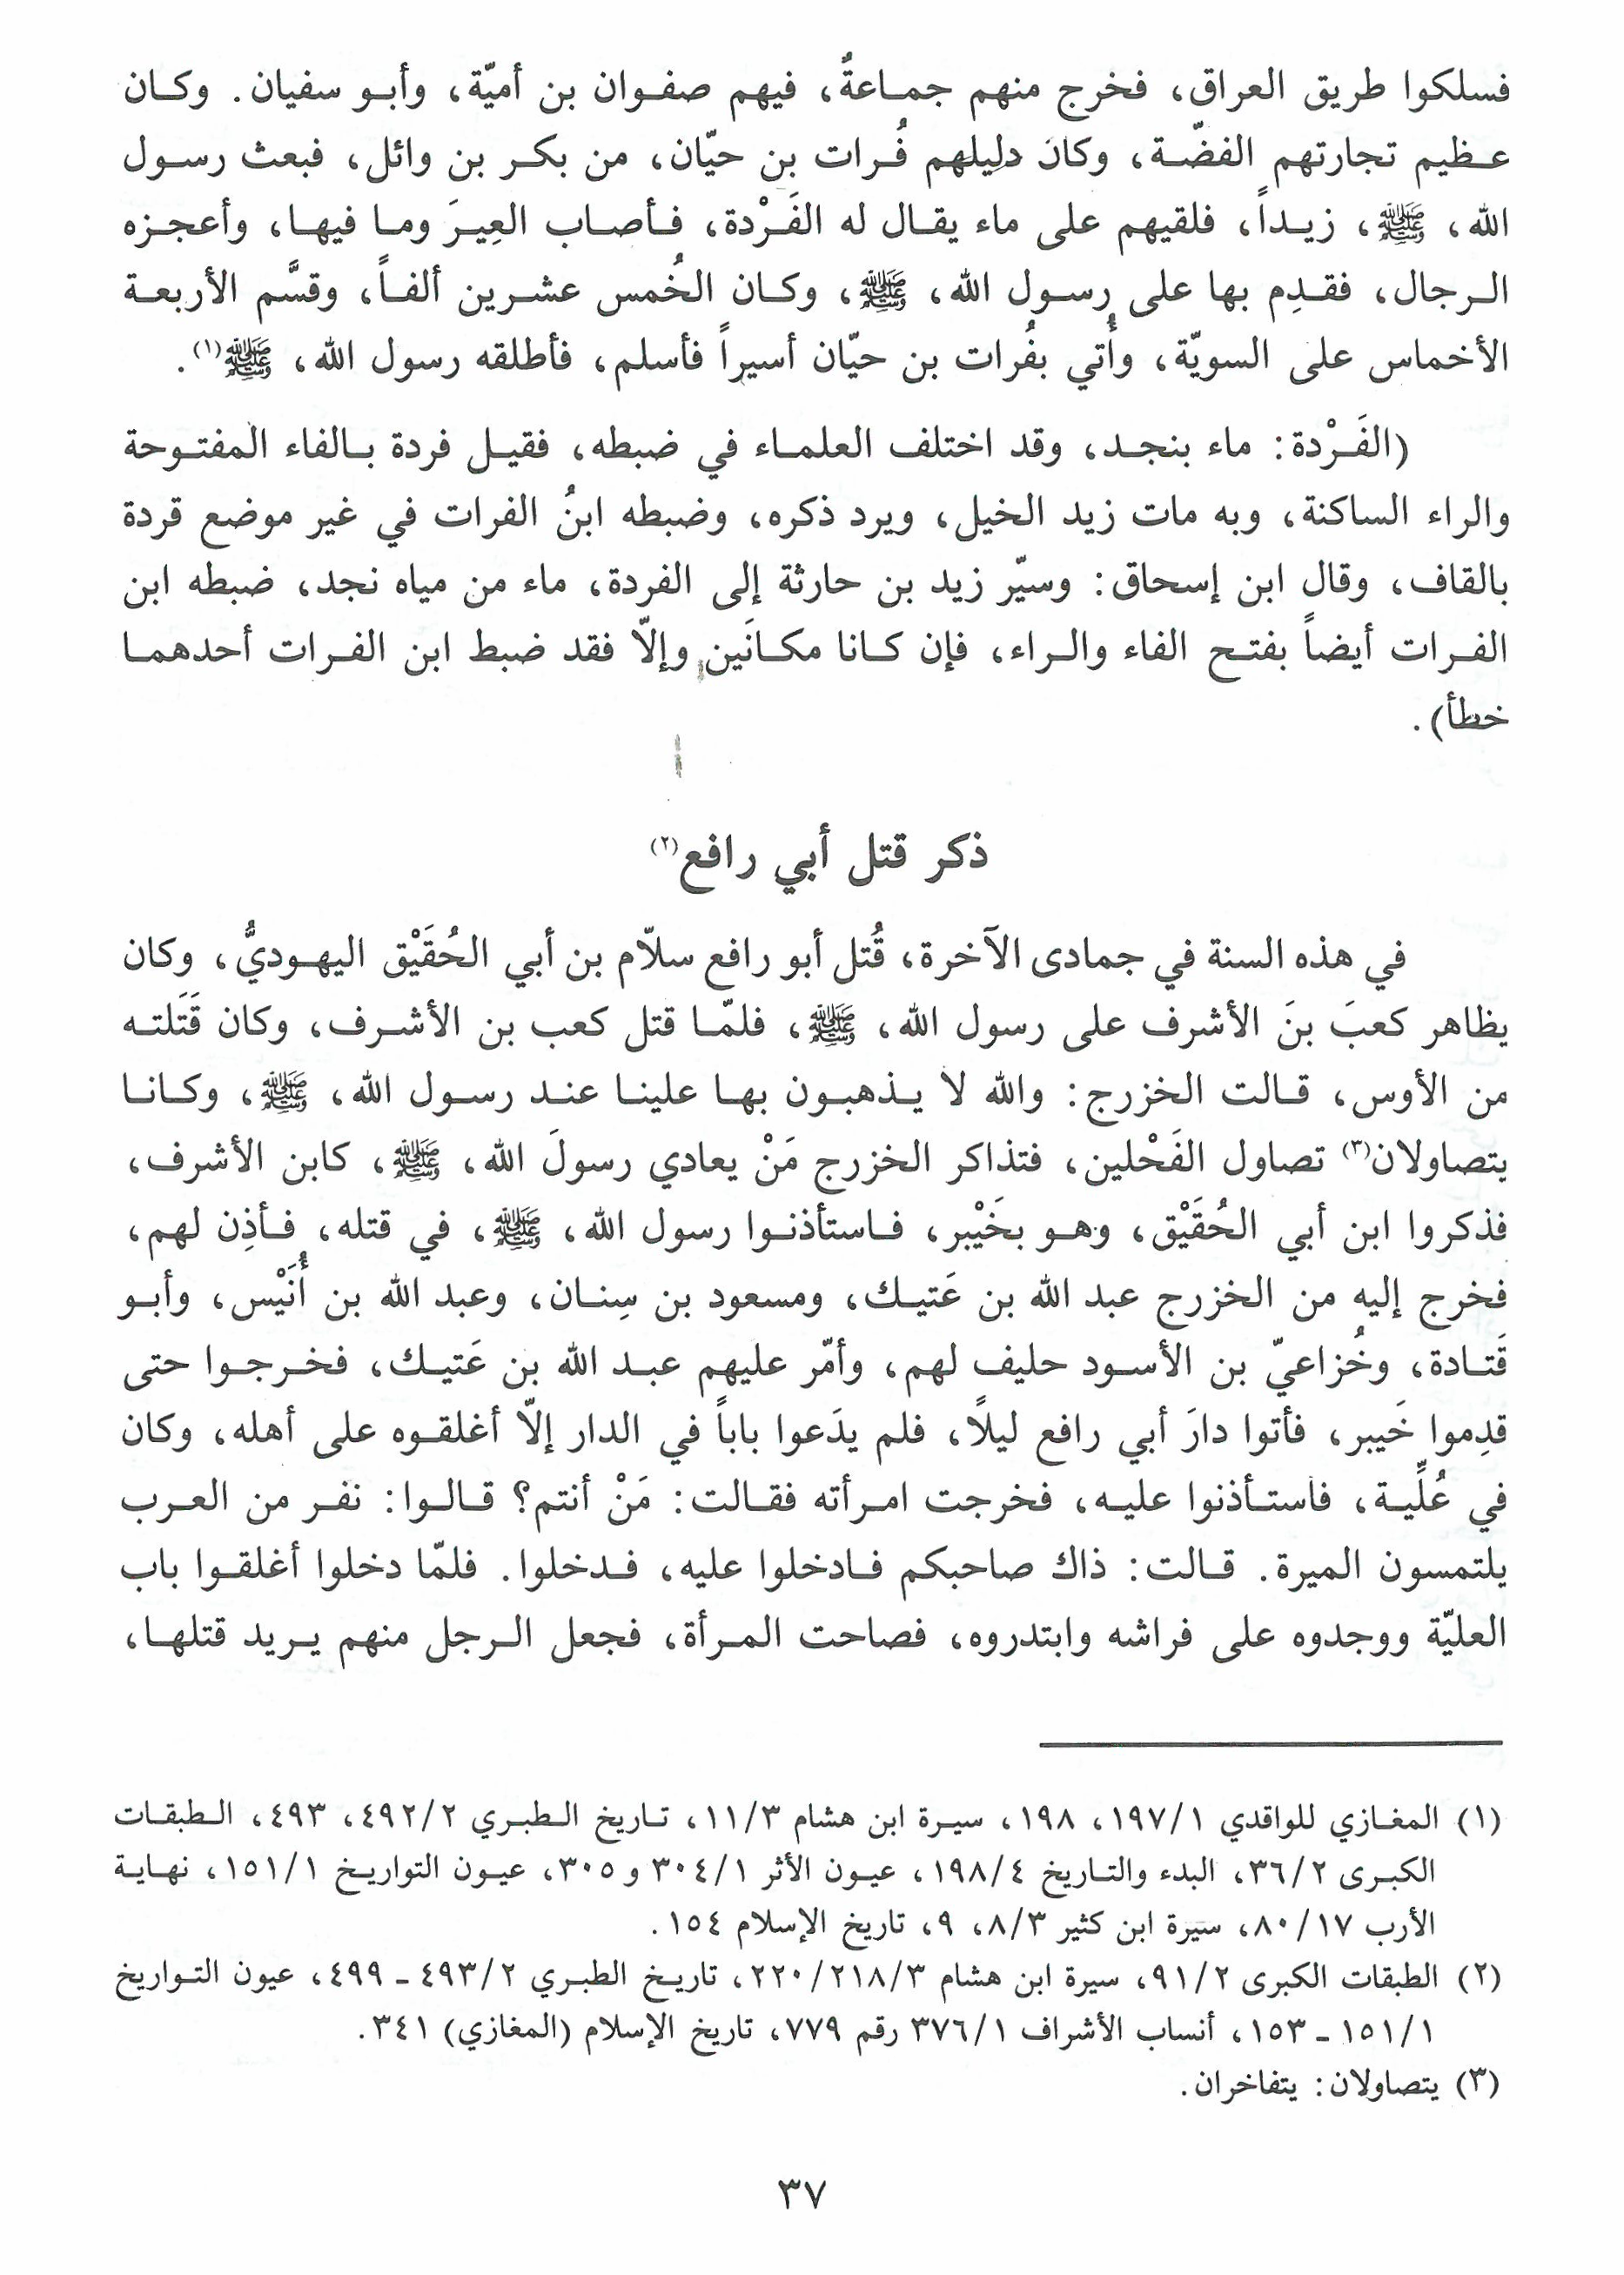 فسلكوا طريق العراق، فخرج منهم جماعةٌ، فيهم صفوان بن أميّة، وأبو سفيان. وكان
عظيم تجارتهم الفضّة، وكان دليلهم فُرات بن حيّان، من بكر بن وائل، فبعث رسول
الله، ﷺ، زيداً، فلقيهم على ماء يقال له الفَرْدة، فأصاب العِيرَ وما فيها، وأعجزه
الرجال، فقدِم بها على رسول الله، ﷺ، وكان الخُمس عشرين ألفاً، وقسَّم الأربعة
الأخماس على السويّة، وأُتي بفُرات بن حيّان أسيراً فأسلم، فأطلقه رسول الله، ﷺ(١).
(الفَرْدة: ماء بنجد، وقد اختلف العلماء في ضبطه، فقيل فردة بالفاء المفتوحة
والراء الساكنة، وبه مات زيد الخيل، ويرد ذكره، وضبطه ابنُ الفرات في غير موضع قردة
بالقاف، وقال ابن إسحاق: وسيّر زيد بن حارثة إلى الفردة، ماء من مياه نجد، ضبطه ابن
الفرات أيضاً بفتح الفاء والراء، فإن كانا مكانَين وإلاّ فقد ضبط ابن الفرات أحدهما
خطأ).
ذكر قتل أبي رافع(٢)
في هذه السنة في جمادى الآخرة، قُتل أبو رافع سلاّم بن أبي الحُقَيْق اليهوديُّ، وكان
يظاهر كعبَ بنَ الأشرف على رسول الله، ﷺ، فلمّا قتل كعب بن الأشرف، وكان قَتَلته
من الأوس، قالت الخزرج: والله لا يذهبون بها علينا عند رسول الله، ﷺ، وكانا
يتصاولان(٣) تصاول الفَحْلين، فتذاكر الخزرج مَنْ يعادي رسولَ الله، ﷺ، كابن الأشرف،
فذكروا ابن أبي الحُقَيْق، وهو بخَيْبر، فاستأذنوا رسول الله، ﷺ، في قتله، فأذِن لهم،
فخرج إليه من الخزرج عبد الله بن عَتيك، ومسعود بن سِنان، وعبد الله بن أُنَيْس، وأبو
قَتادة، وخُزاعيّ بن الأسود حليف لهم، وأمّر عليهم عبد الله بن عَتيك، فخرجوا حتى
قدِموا خَيبر، فأتوا دارَ أبي رافع ليلًا، فلم يدَعوا باباً في الدار إلاّ أغلقوه على أهله، وكان
في عُلِّية، فاستأذنوا عليه، فخرجت امرأته فقالت: مَنْ أنتم؟ قالوا: نفر من العرب
يلتمسون الميرة. قالت: ذاك صاحبكم فادخلوا عليه، فدخلوا. فلمّا دخلوا أغلقوا باب
العليّة ووجدوه على فراشه وابتدروه، فصاحت المرأة، فجعل الرجل منهم يريد قتلها،
(١) المغازي للواقدي ١٩٧/١، ١٩٨، سيرة ابن هشام ١١/٣، تاريخ الطبري ٤٩٢/٢، ٤٩٣، الطبقات
الكبرى ٣٦/٢، البدء والتاريخ ١٩٨/٤، عيون الأثر ٣٠٤/١ و ٣٠٥، عيون التواريخ ١٥١/١، نهاية
الأرب ٨٠/١٧، سيرة ابن كثير ٨/٣، ٩، تاريخ الإسلام ١٥٤.
(٢) الطبقات الكبرى ٩١/٢، سيرة ابن هشام ٢٢٠/٢١٨/٣، تاريخ الطبري ٤٩٣/٢ - ٤٩٩، عيون التواريخ
١٥١/١ - ١٥٣، أنساب الأشراف ٣٧٦/١ رقم ٧٧٩، تاريخ الإسلام (المغازي) ٣٤١.
(٣) يتصاولان: يتفاخران.
٣٧